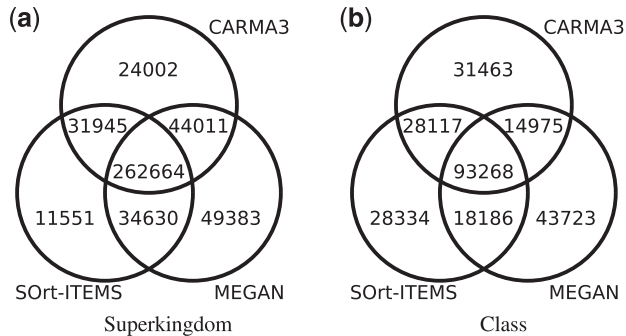 (a)
CARMA3
24002
31945
44011
262664
11551
34630
49383
SOrt-ITEMS
MEGAN
Superkingdom
(b)
CARMA3
31463
28117
14975
93268
28334
18186
43723
SOrt-ITEMS
MEGAN
Class